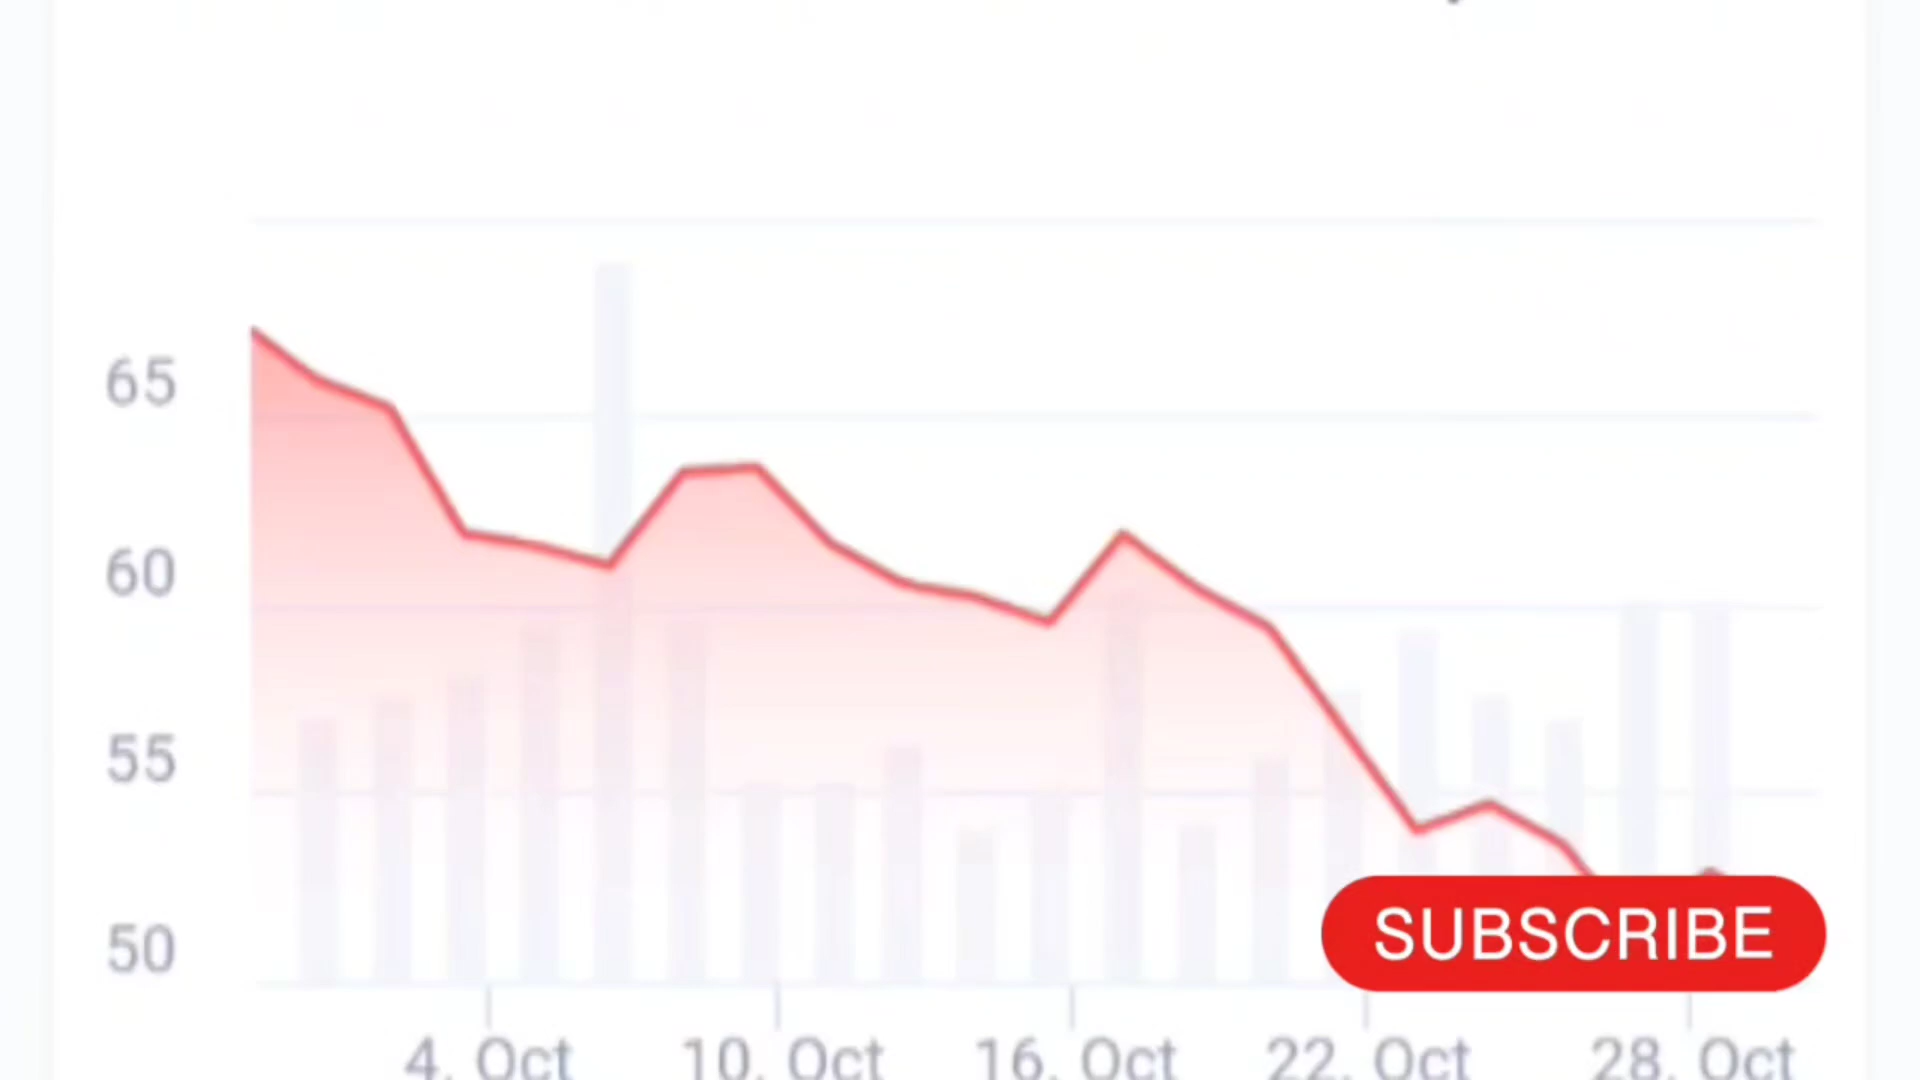 65
60
55
50
SUBSCRIBE
4. Oct
10. Oct
16. Oct
22. Oct
28. Oct